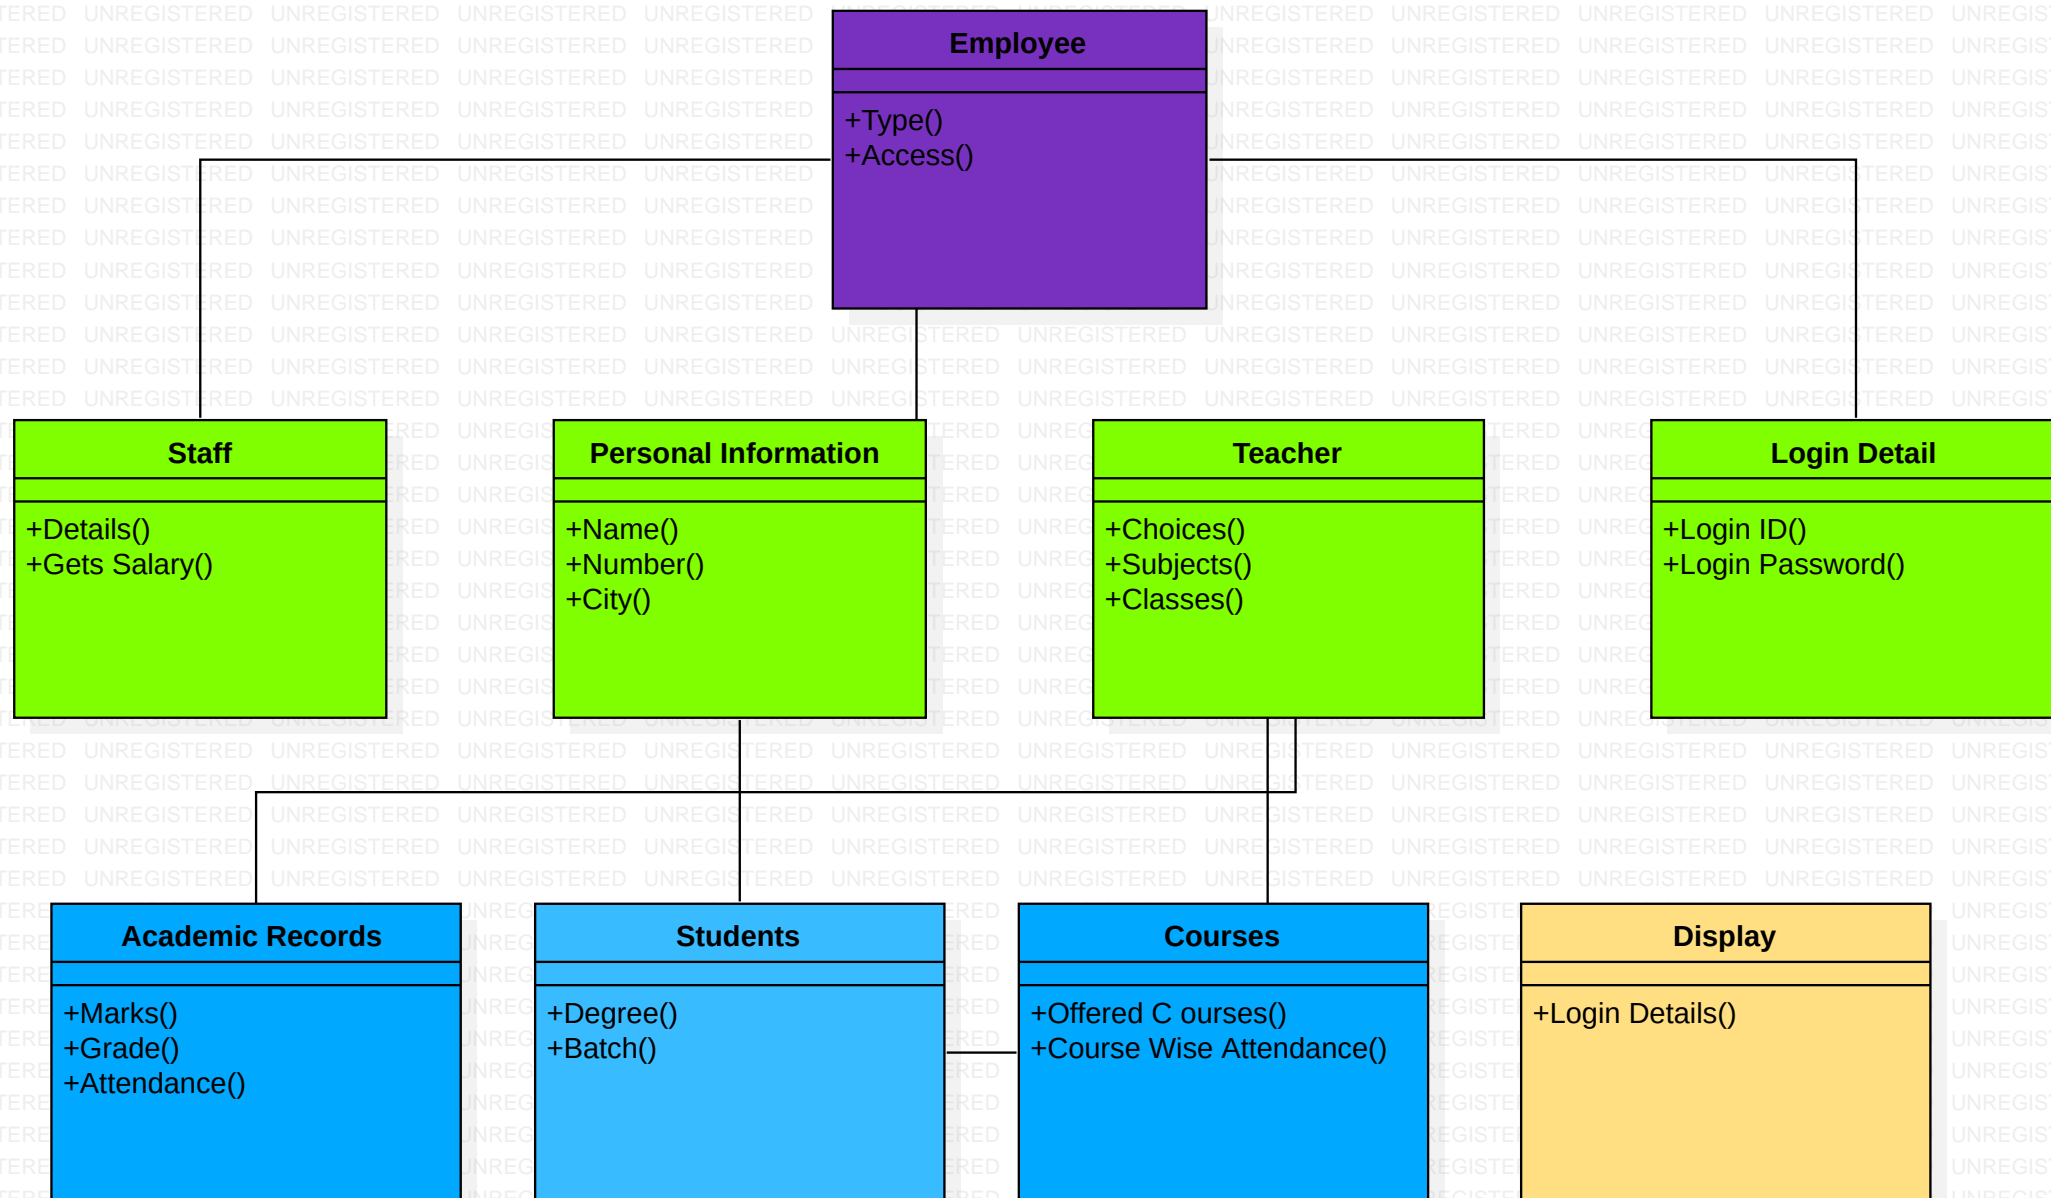 Employee
+Type()
+Access()
Staff
+Details()
+Gets Salary()
Personal Information
+Name()
+Number()
+City()
Teacher
+Choices()
+Subjects()
+Classes()
Login Detail
+Login ID()
+Login Password()
Academic Records
+Marks()
+Grade()
+Attendance()
Students
+Degree()
+Batch()
Courses
+Offered C ourses()
+Course Wise Attendance()
Display
+Login Details()
UNREGISTERED